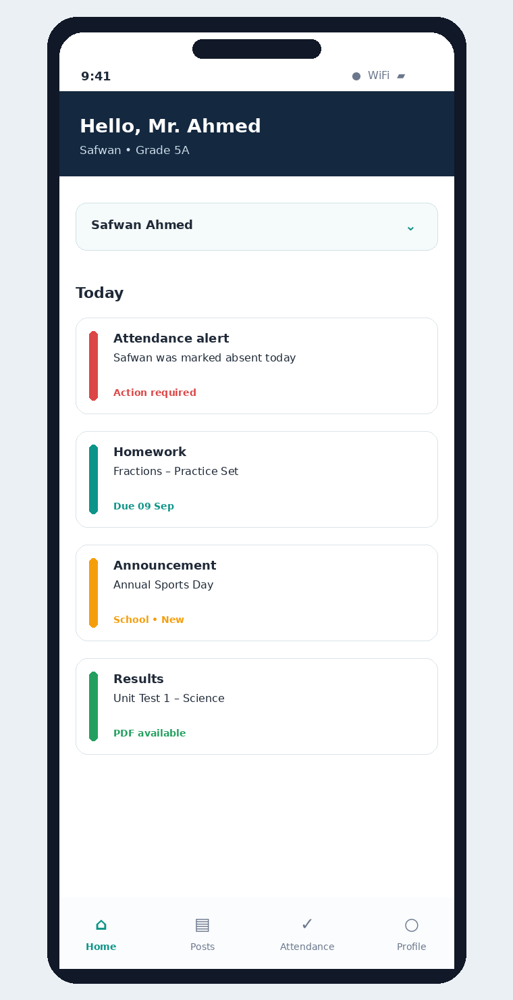 9:41
WiFi
Hello, Mr. Ahmed
Safwan • Grade 5A
Safwan Ahmed
Today
Attendance alert
Safwan was marked absent today
Action required
Homework
Fractions – Practice Set
Due 09 Sep
Announcement
Annual Sports Day
School • New
Results
Unit Test 1 – Science
PDF available
Home
Posts
Attendance
Profile